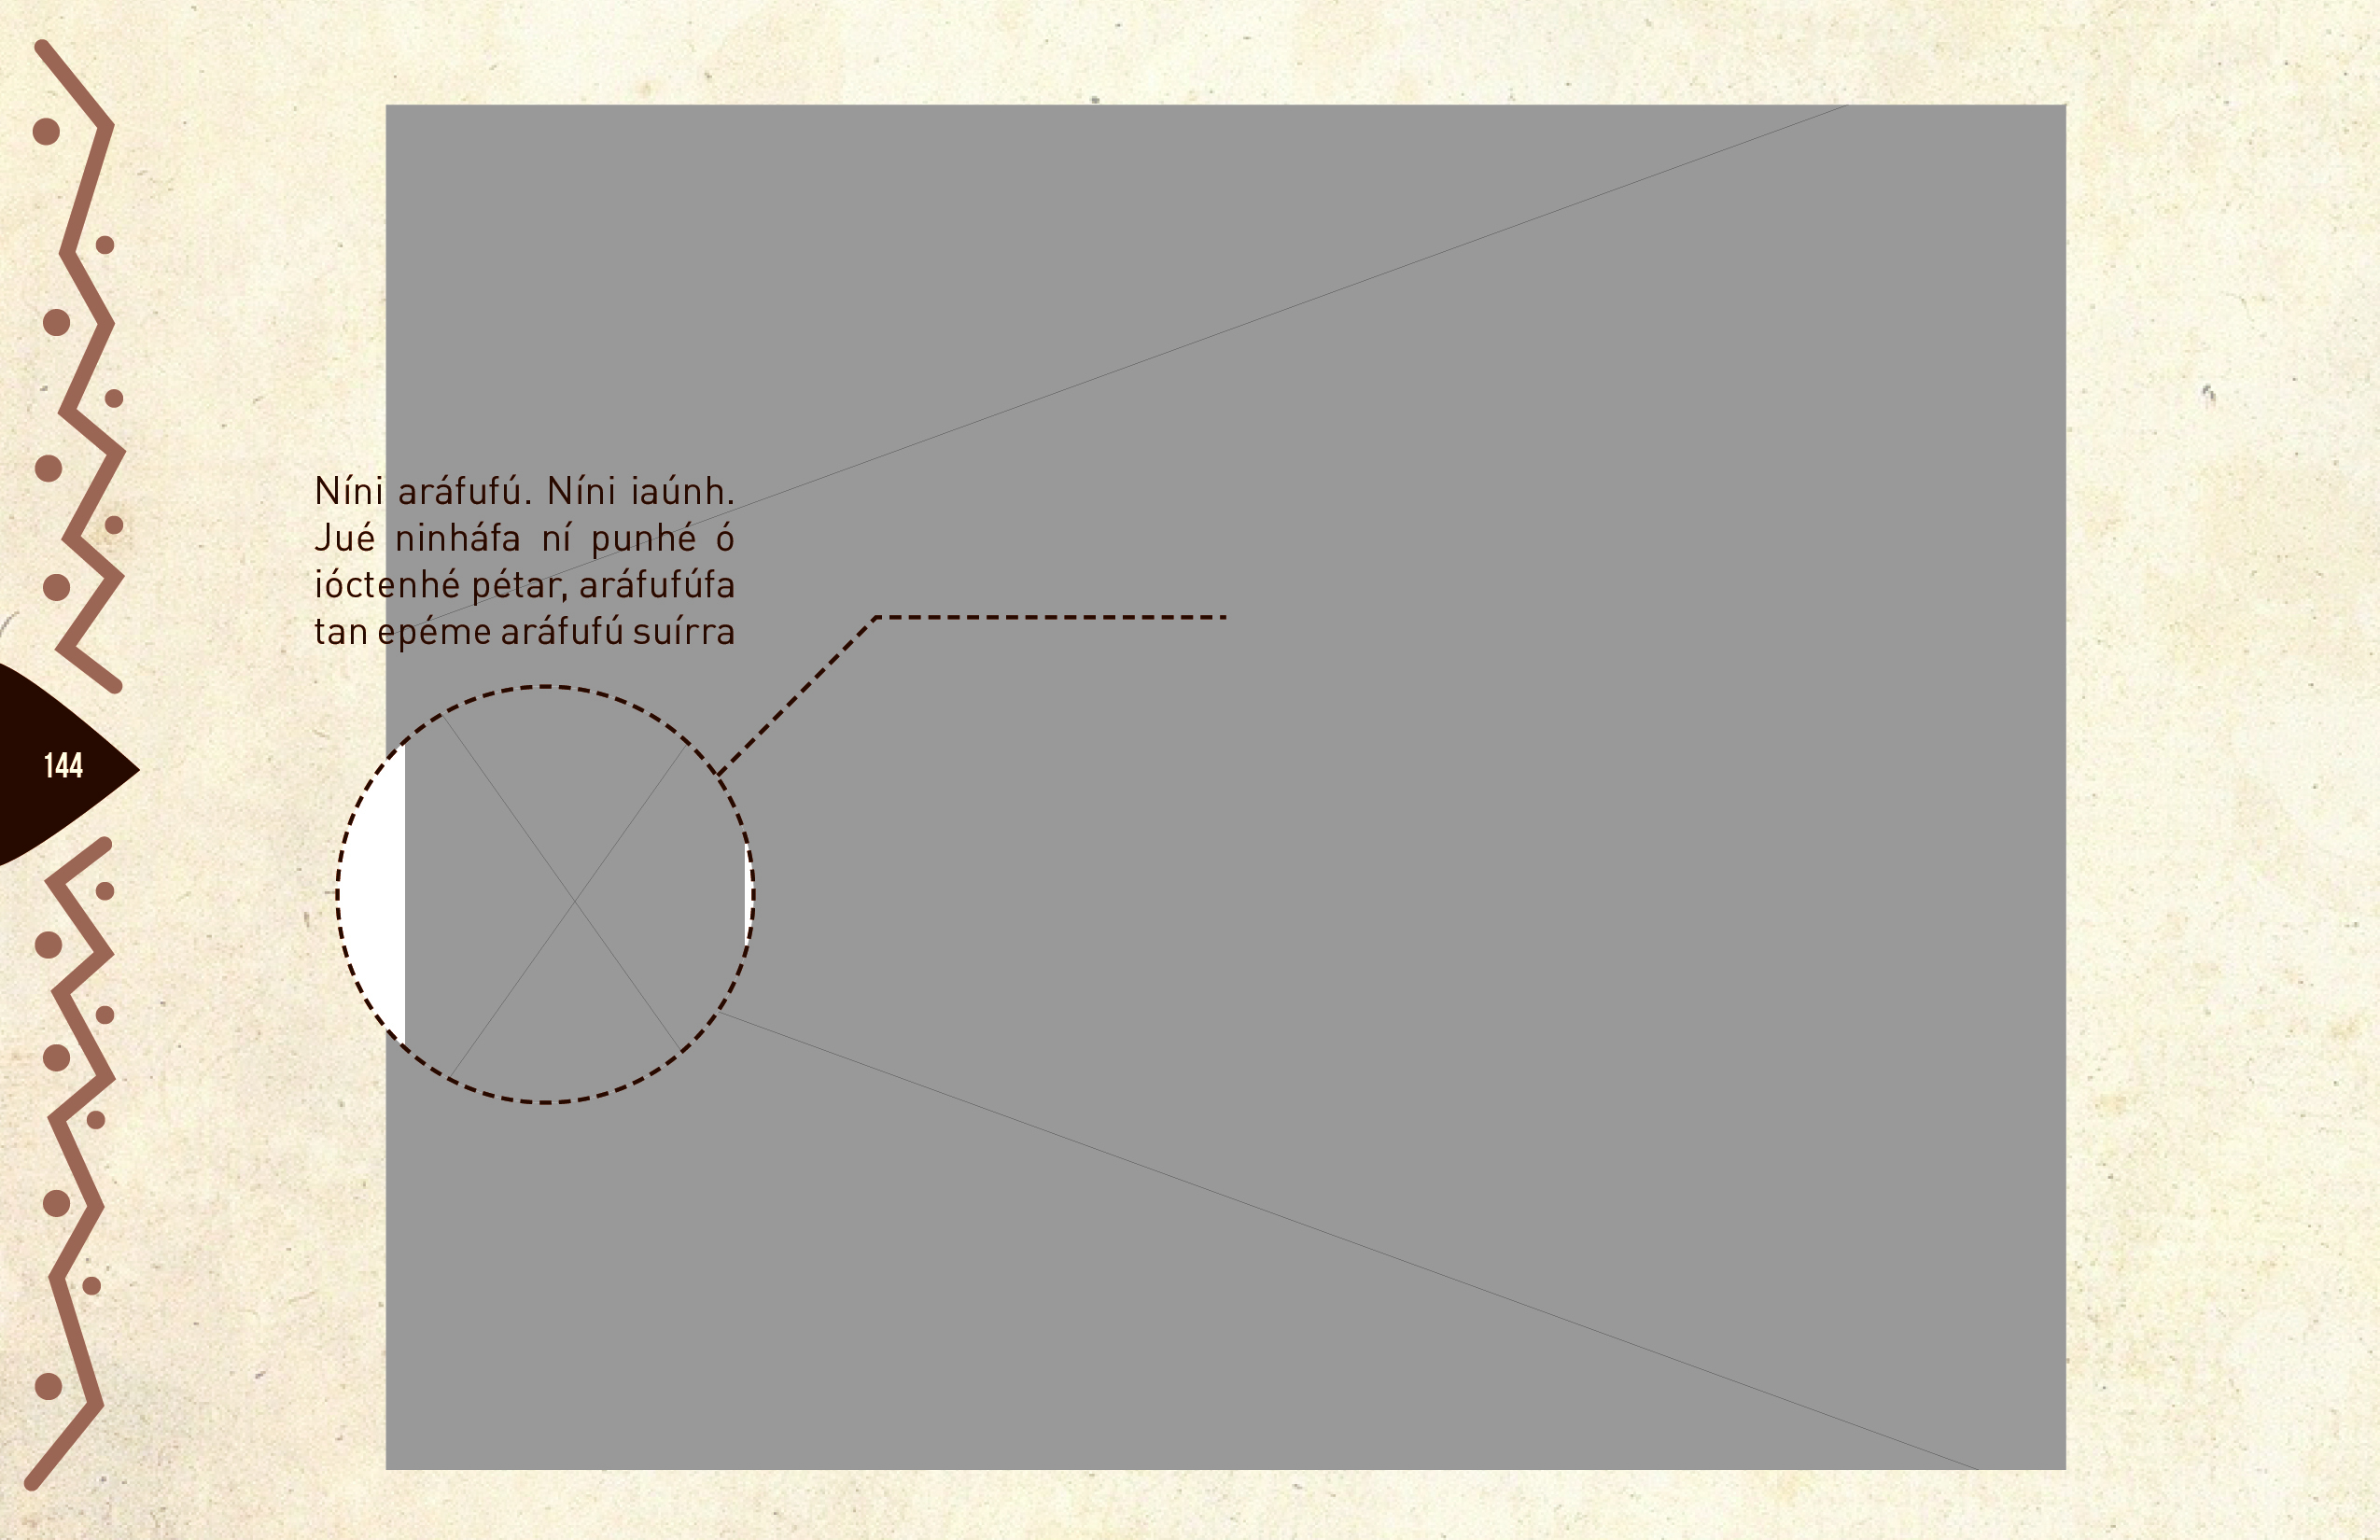 Níni aráfufú. Níni iaúnh.
Jué ninháfa ní punhé ó
ióctenhé pétar, aráfufúfa
tan epéme aráfufú suírra
144